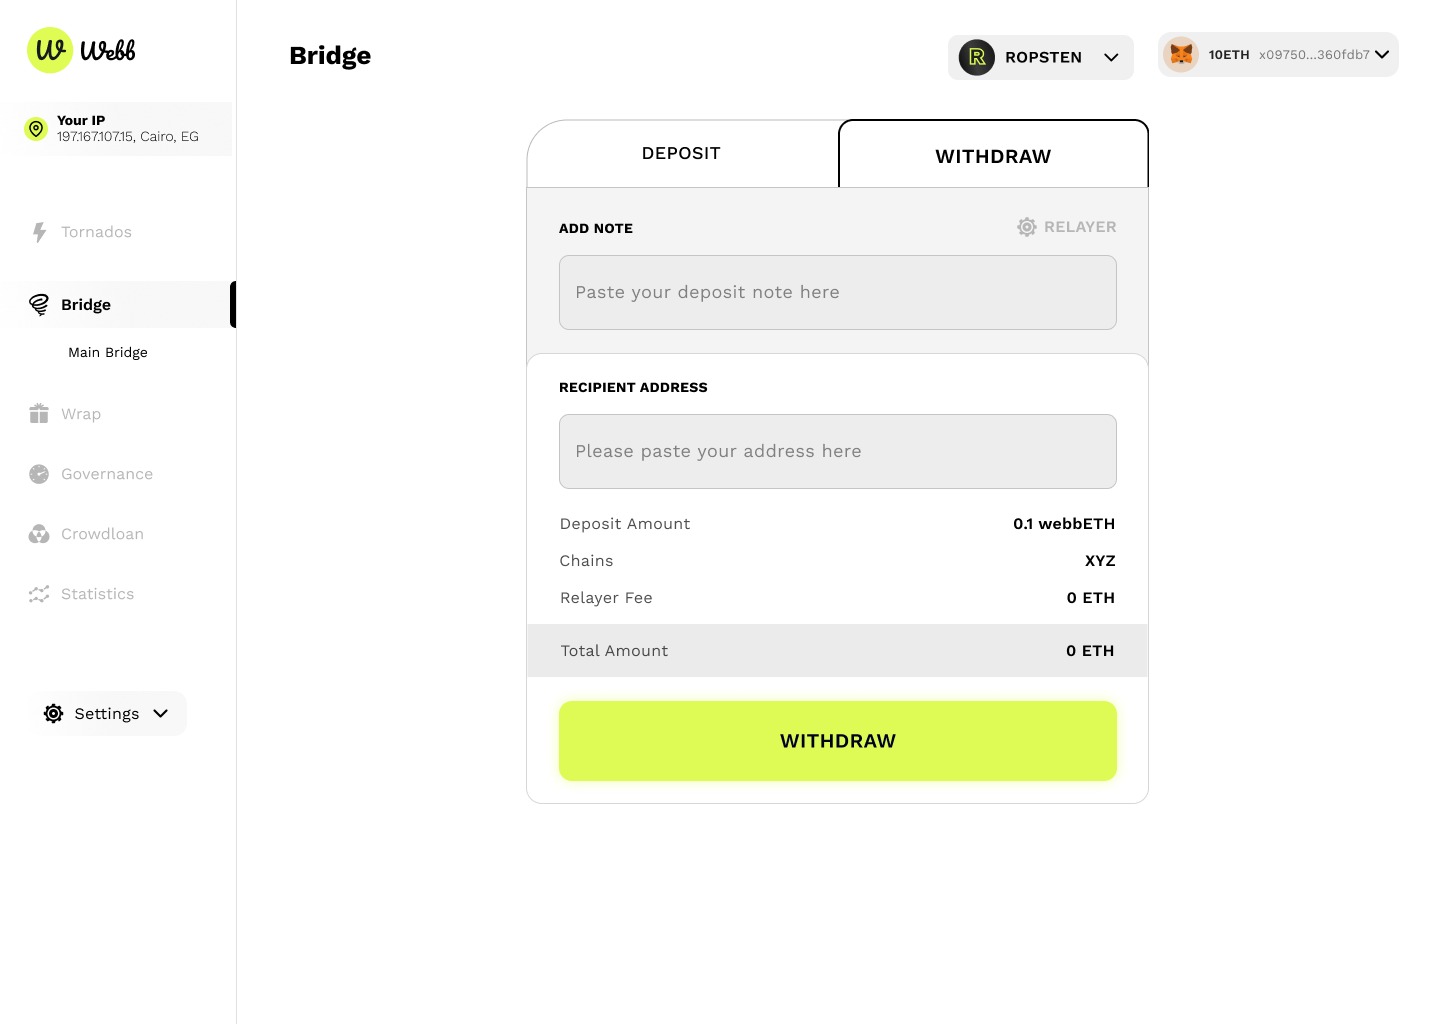 W Webb
Your IP
197.167.107.15, Cairo, EG
Tornados
Bridge
Main Bridge
Wrap
Governance
Crowdloan
Statistics
Settings
Bridge
R ROPSTEN
10ETH x09750...360fdb7
DEPOSIT
WITHDRAW
ADD NOTE
RELAYER
Paste your deposit note here
RECIPIENT ADDRESS
Please paste your address here
Deposit Amount 0.1 webbETH
Chains XYZ
Relayer Fee 0 ETH
Total Amount 0 ETH
WITHDRAW